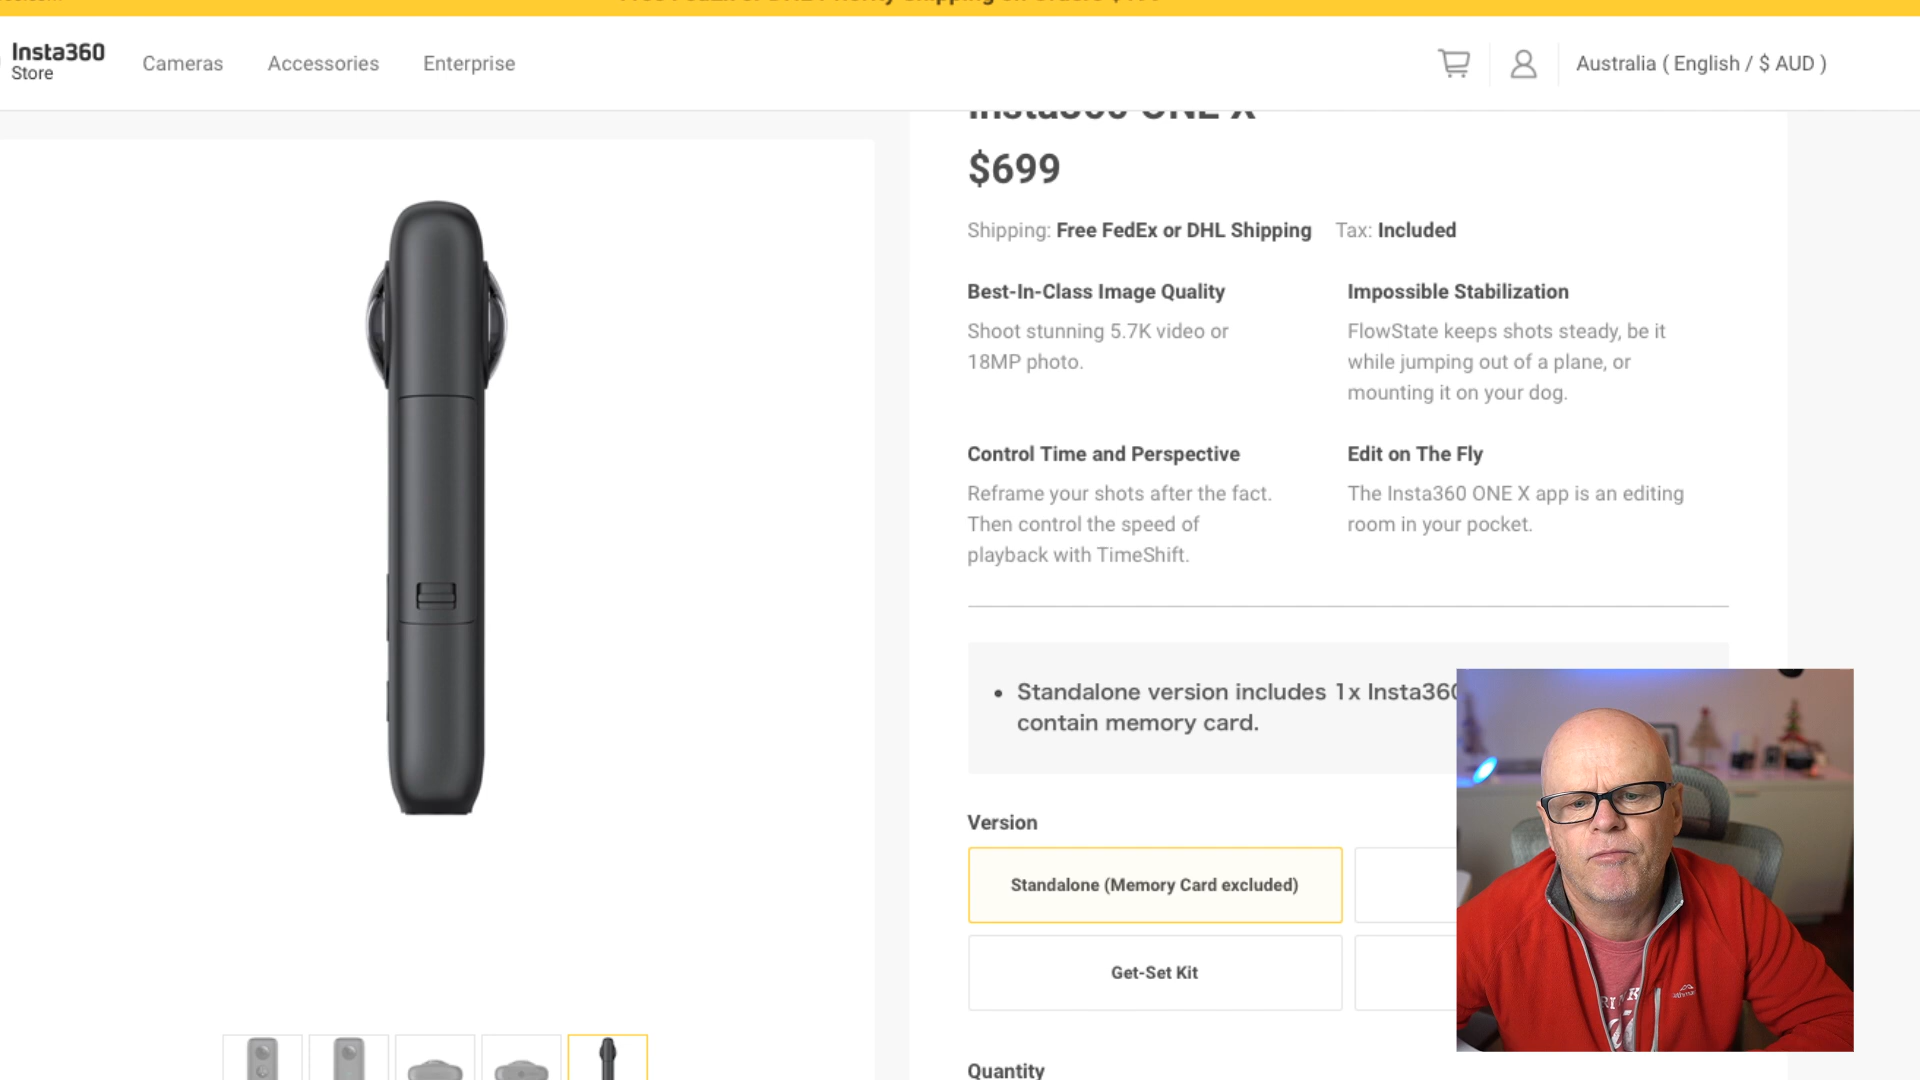 Insta360
Store
Cameras
Accessories
Enterprise
Australia ( English / $ AUD )
Insta360 ONE X
$699
Shipping: Free FedEx or DHL Shipping
Tax: Included
Best-In-Class Image Quality
Shoot stunning 5.7K video or
18MP photo.
Impossible Stabilization
FlowState keeps shots steady, be it
while jumping out of a plane, or
mounting it on your dog.
Control Time and Perspective
Reframe your shots after the fact.
Then control the speed of
playback with TimeShift.
Edit on The Fly
The Insta360 ONE X app is an editing
room in your pocket.
• Standalone version includes 1x Insta360
contain memory card.
Version
Standalone (Memory Card excluded)
Get-Set Kit
Quantity